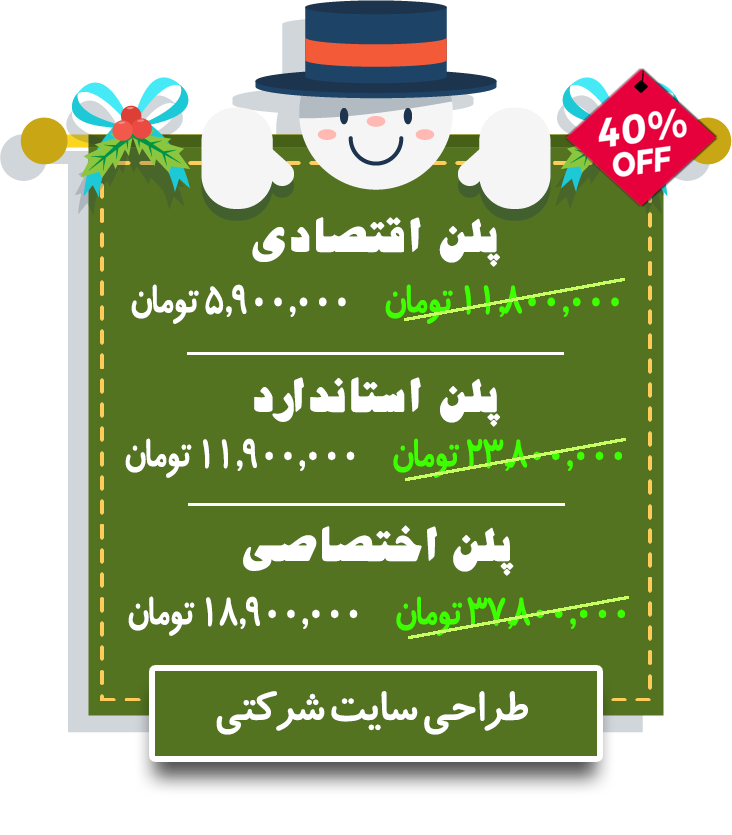 40%
OFF
پلن اقتصادی
۱۱,۸۰۰,۰۰۰ تومان ۵,۹۰۰,۰۰۰ تومان
پلن استاندارد
۲۳,۸۰۰,۰۰۰ تومان ۱۱,۹۰۰,۰۰۰ تومان
پلن اختصاصی
۳۷,۸۰۰,۰۰۰ تومان ۱۸,۹۰۰,۰۰۰ تومان
طراحی سایت شرکتی